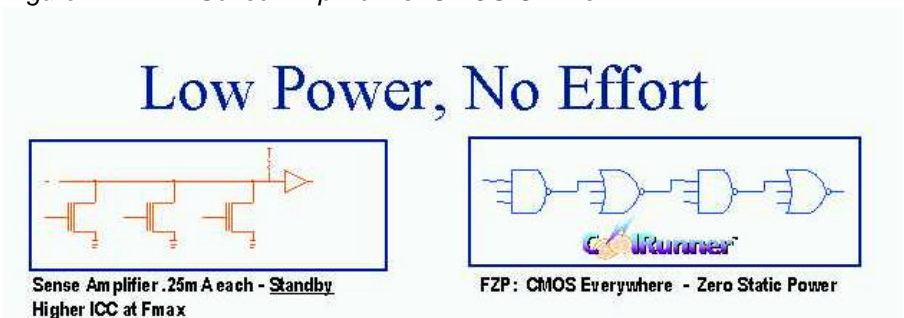 Low Power, No Effort
CoolRunner™
Sense Amplifier .25mA each - Standby
Higher ICC at Fmax
FZP: CMOS Everywhere - Zero Static Power